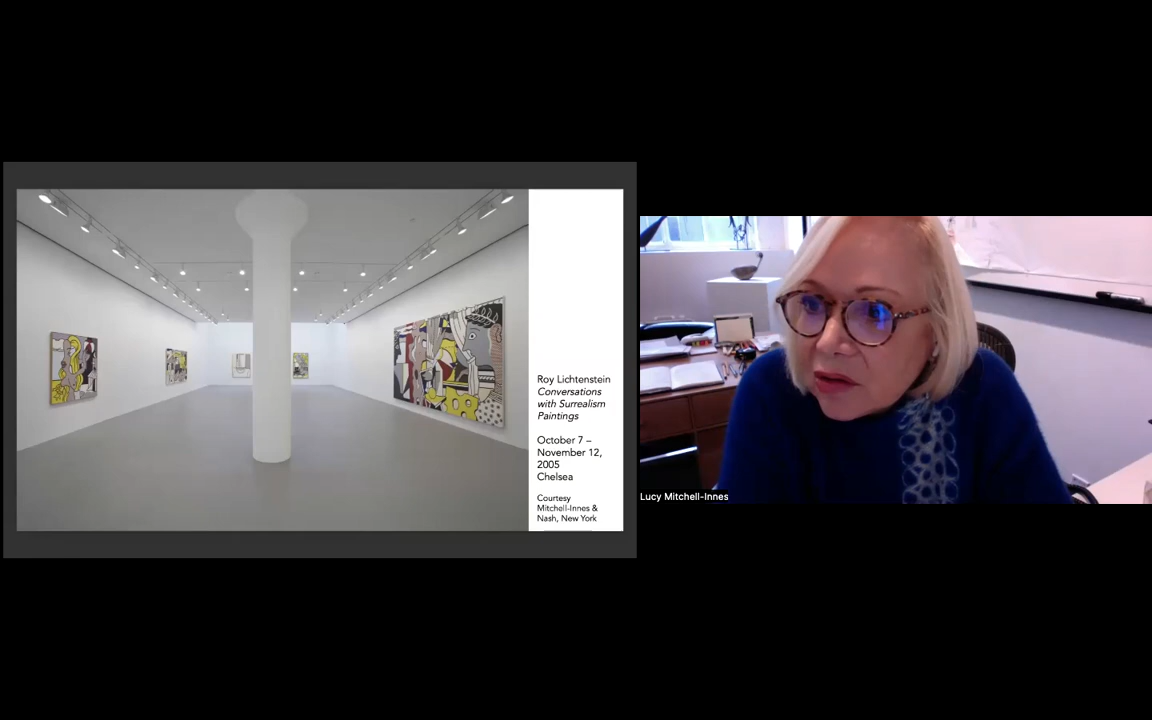 Roy Lichtenstein
Conversations
with Surrealism
Paintings
October 7 –
November 12,
2005
Chelsea
Courtesy
Mitchell-Innes &
Nash, New York
Lucy Mitchell-Innes